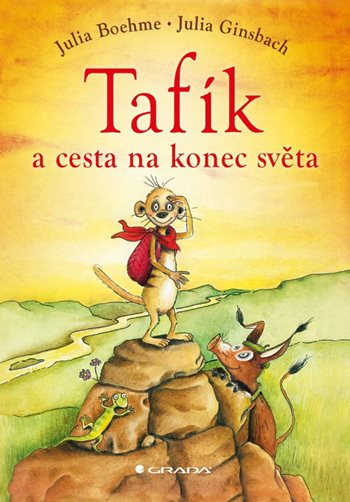 Julia Boehme • Julia Ginsbach
Tafík
a cesta na konec světa
GRADA